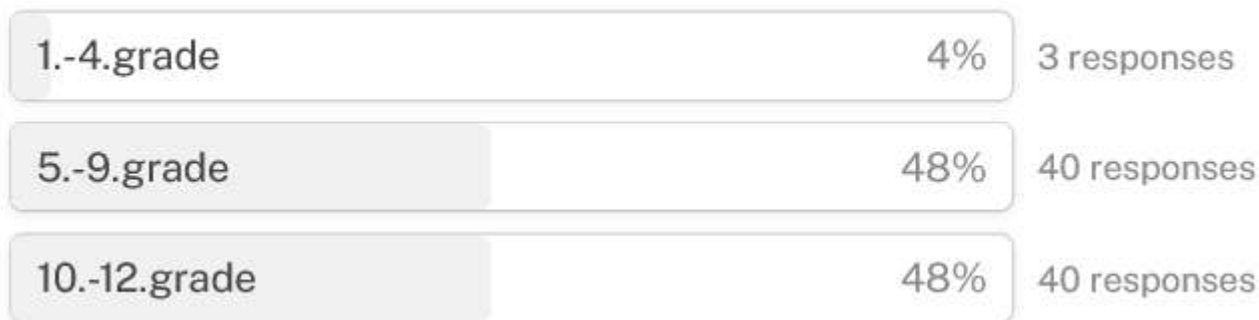 1.-4.grade 4% 3 responses
5.-9.grade 48% 40 responses
10.-12.grade 48% 40 responses